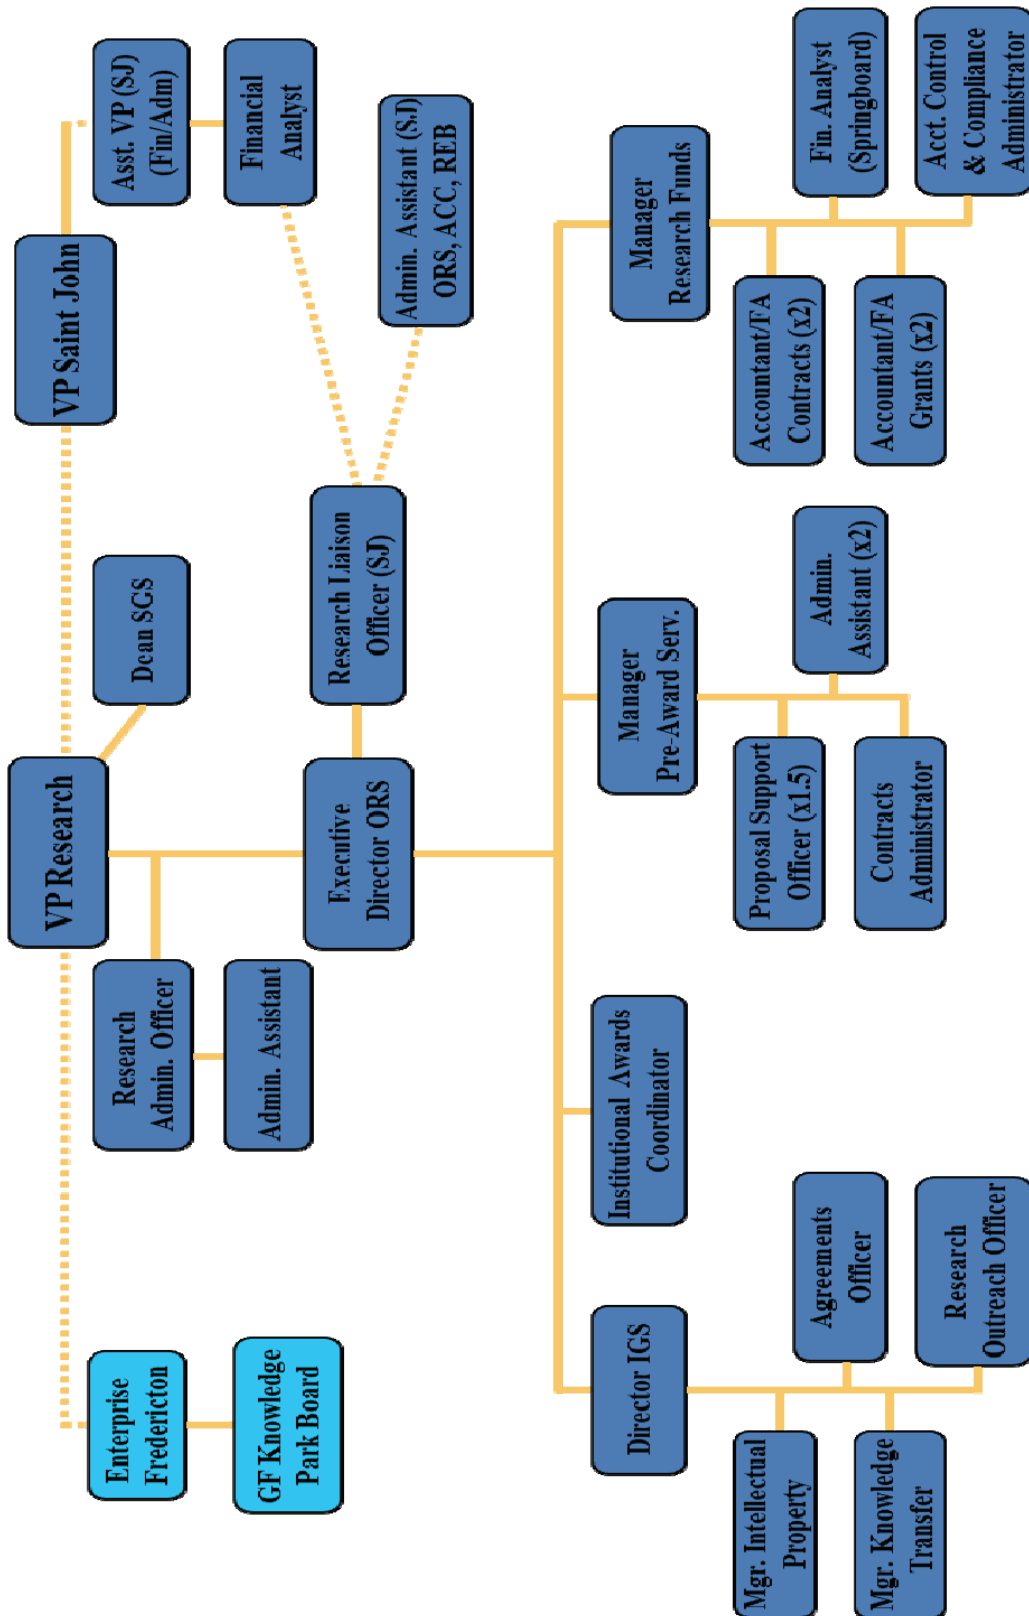 Enterprise
Fredericton
GF Knowledge
Park Board
VP Research
VP Saint John
Research
Admin. Officer
Admin. Assistant
Dean SGS
Asst. VP (SJ)
(Fin/Adm)
Financial
Analyst
Executive
Director ORS
Research Liaison
Officer (SJ)
Admin. Assistant (SJ)
ORS, ACC, REB
Director IGS
Institutional Awards
Coordinator
Manager
Pre-Award Serv.
Manager
Research Funds
Mgr. Intellectual
Property
Mgr. Knowledge
Transfer
Agreements
Officer
Research
Outreach Officer
Proposal Support
Officer (x1.5)
Contracts
Administrator
Admin.
Assistant (x2)
Accountant/FA
Contracts (x2)
Accountant/FA
Grants (x2)
Fin. Analyst
(Springboard)
Acct. Control
& Compliance
Administrator